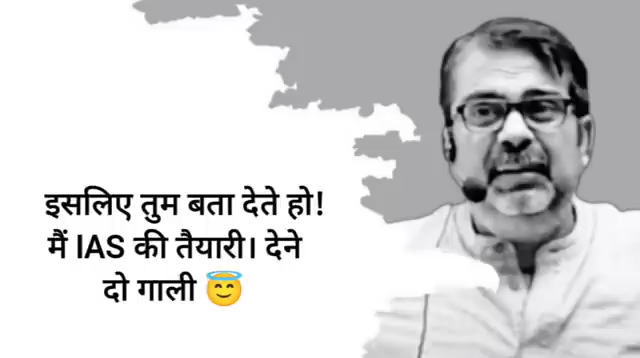 इसलिए तुम बता देते हो!
मैं IAS की तैयारी। देने
दो गाली 😇